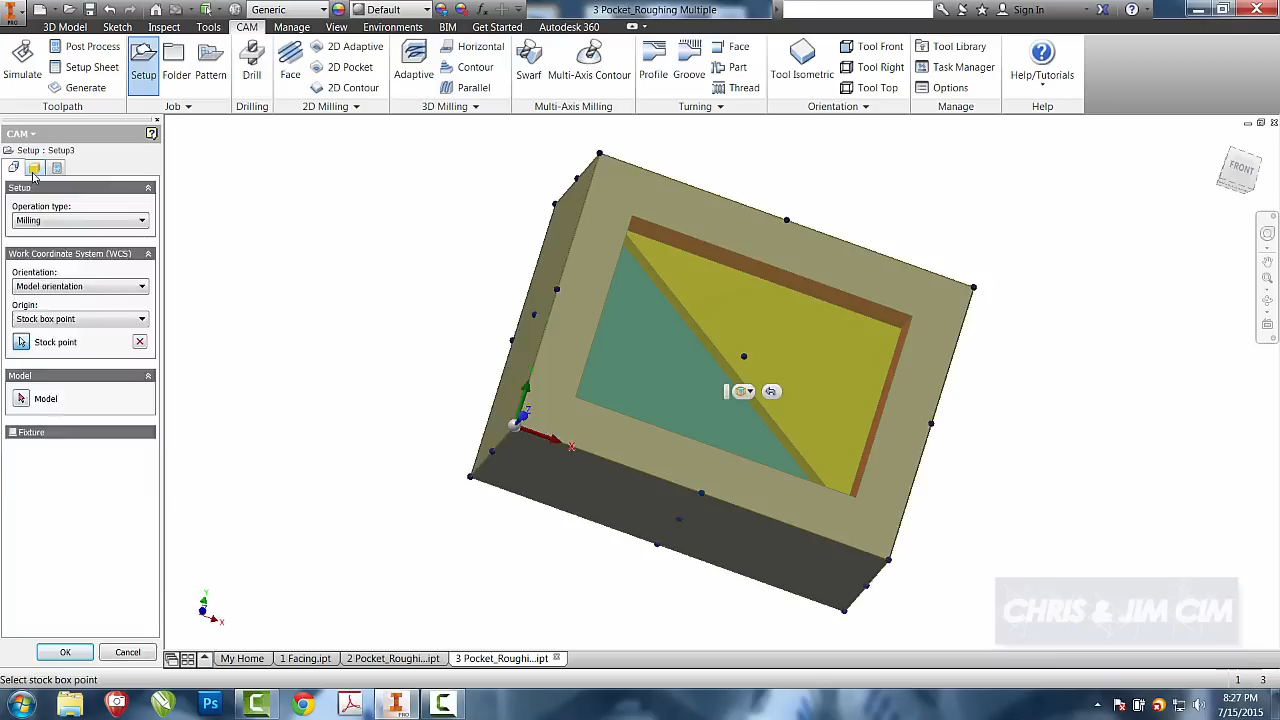 PRO
Generic
Default
3 Pocket_Roughing Multiple
Sign In
3D Model Sketch Inspect Tools CAM Manage View Environments BIM Get Started Autodesk 360
Simulate
Post Process
Setup Sheet
Generate
Toolpath
Setup
Folder
Job
Drill
Drilling
Face
2D Adaptive
2D Pocket
2D Contour
2D Milling
Adaptive
Horizontal
Contour
Parallel
3D Milling
Swarf
Multi-Axis Contour
Multi-Axis Milling
Profile
Groove
Face
Part
Thread
Turning
Tool Isometric
Tool Front
Tool Right
Tool Top
Orientation
Tool Library
Task Manager
Options
Manage
Help/Tutorials
Help
CAM
Setup : Setup3
Setup
Operation type:
Milling
Work Coordinate System (WCS)
Orientation:
Model orientation
Origin:
Stock box point
Stock point
Model
Model
Fixture
OK
Cancel
FRONT
Z
X
Y
X
CHRIS & JIM CIM
My Home
1 Facing.ipt
2 Pocket_Roughi...ipt
3 Pocket_Roughi...ipt
Select stock box point
1 3
Ps
PRO
8:27 PM
7/15/2015